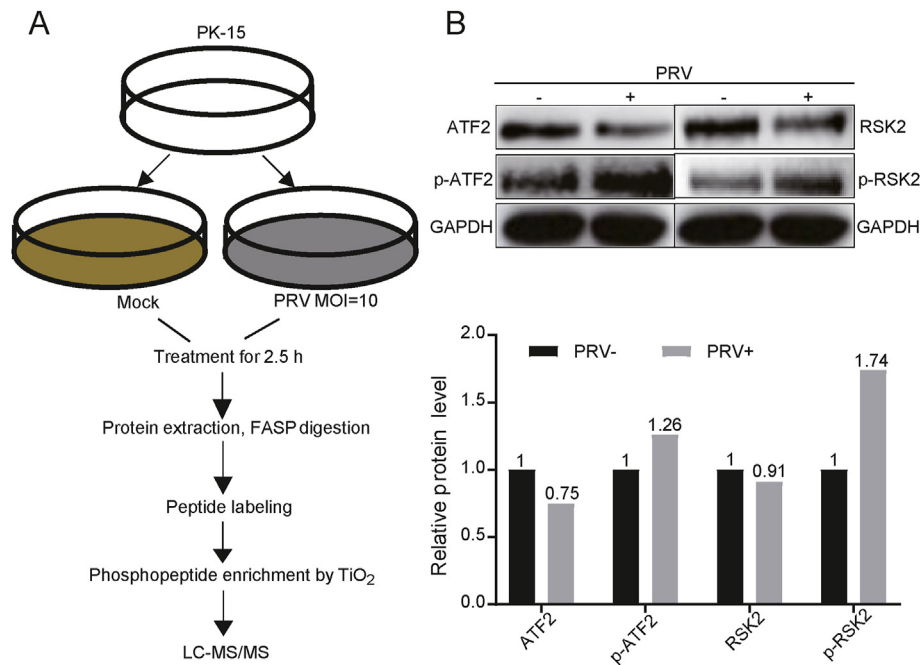 A
PK-15
Mock
PRV MOI=10
Treatment for 2.5 h
Protein extraction, FASP digestion
Peptide labeling
Phosphopeptide enrichment by TiO2
LC-MS/MS
B
PRV
- + - +
ATF2 RSK2
p-ATF2 p-RSK2
GAPDH GAPDH
Relative protein level
2.0
1.5
1.0
0.5
0.0
PRV- PRV+
1 0.75 1 1.26 1 0.91 1 1.74
ATF2 p-ATF2 RSK2 p-RSK2